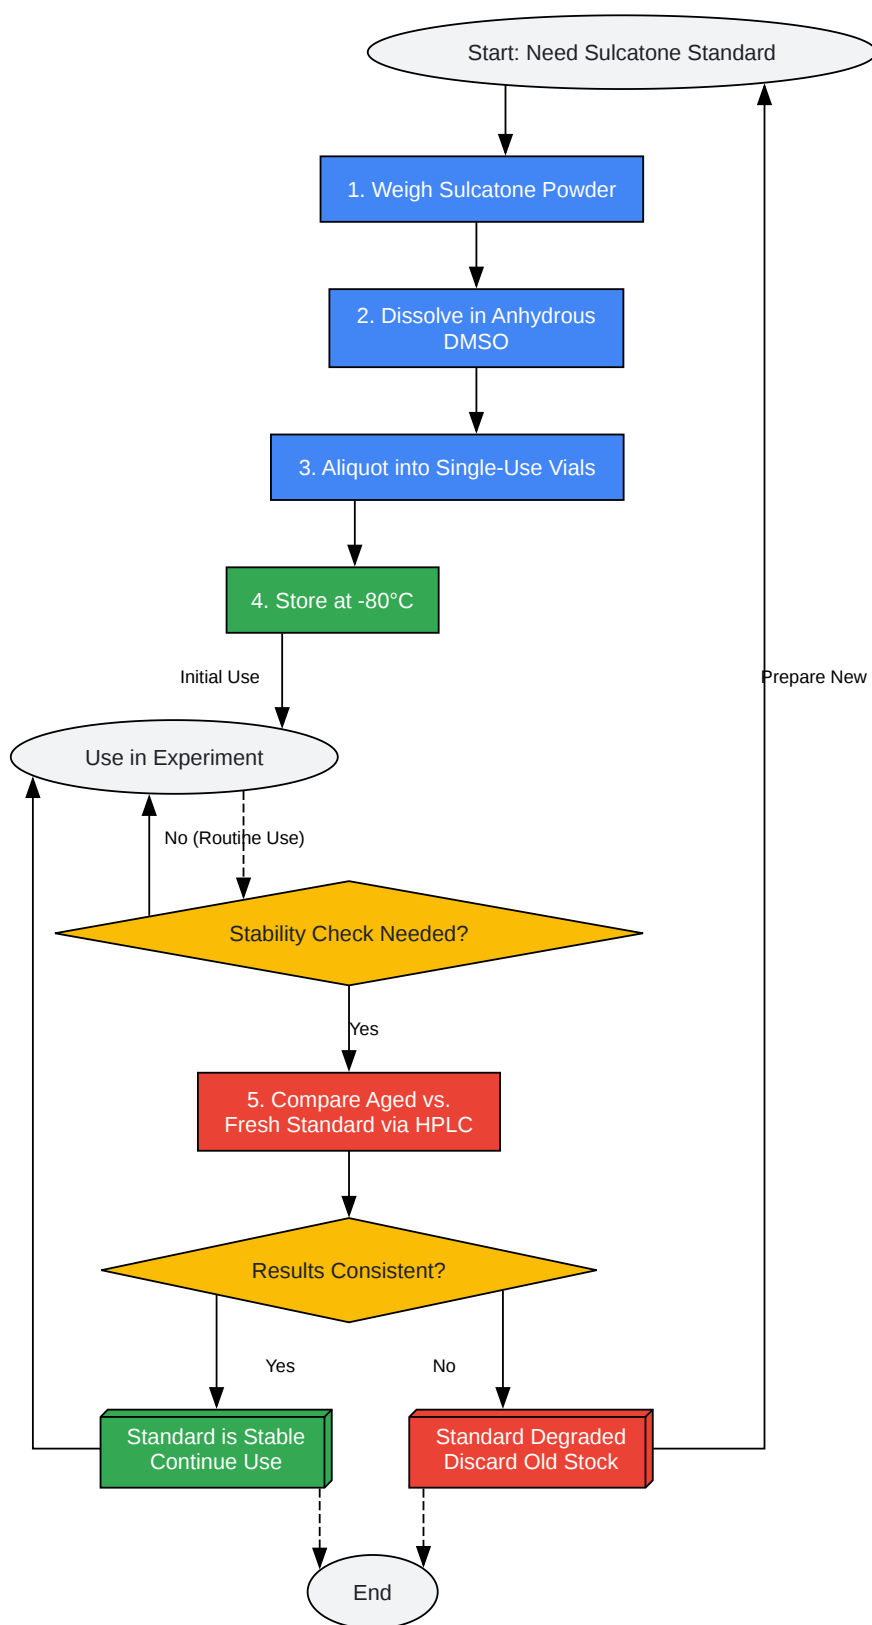 Start: Need Sulcatone Standard
1. Weigh Sulcatone Powder
2. Dissolve in Anhydrous
DMSO
3. Aliquot into Single-Use Vials
4. Store at -80°C
Initial Use
Prepare New
Use in Experiment
No (Routine Use)
Stability Check Needed?
Yes
5. Compare Aged vs.
Fresh Standard via HPLC
Results Consistent?
Yes
No
Standard is Stable
Continue Use
Standard Degraded
Discard Old Stock
End